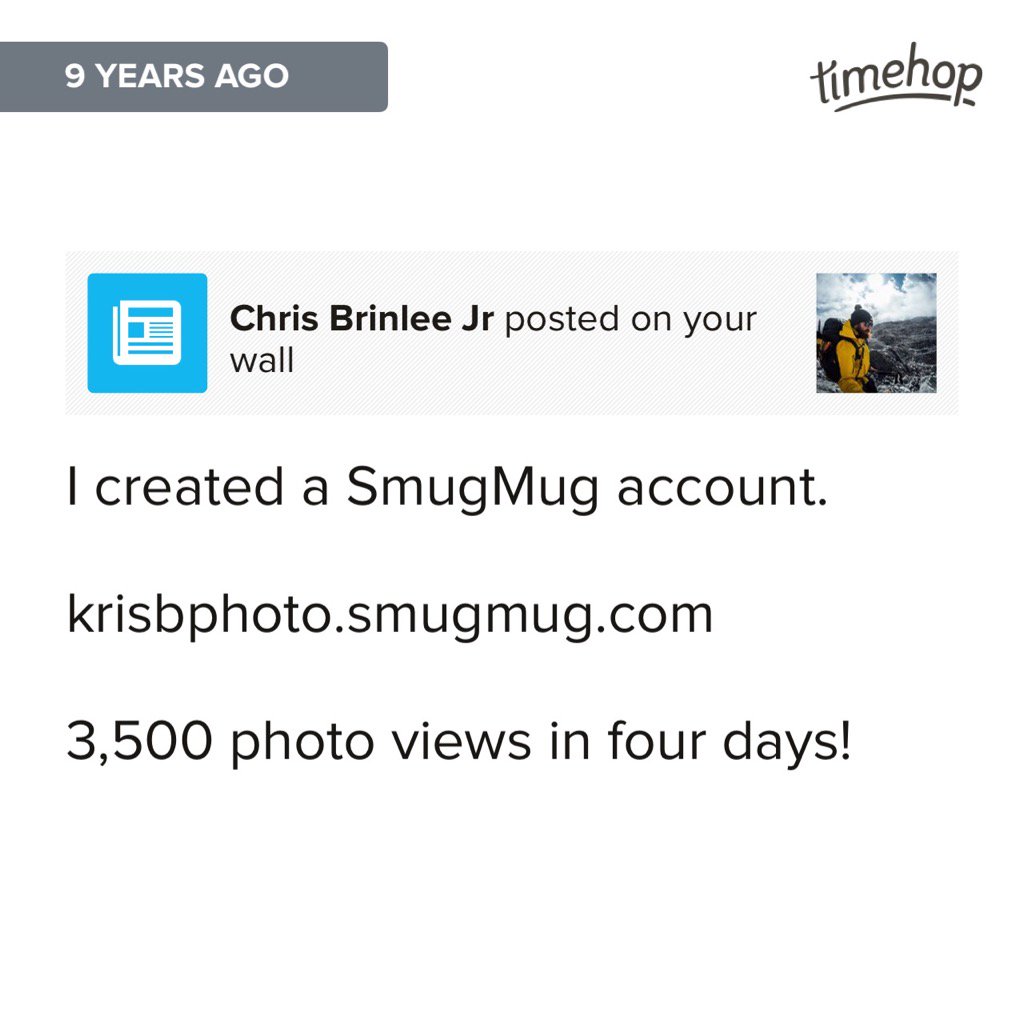 9 YEARS AGO
timehop
Chris Brinlee Jr posted on your
wall
I created a SmugMug account.
krisbphoto.smugmug.com
3,500 photo views in four days!